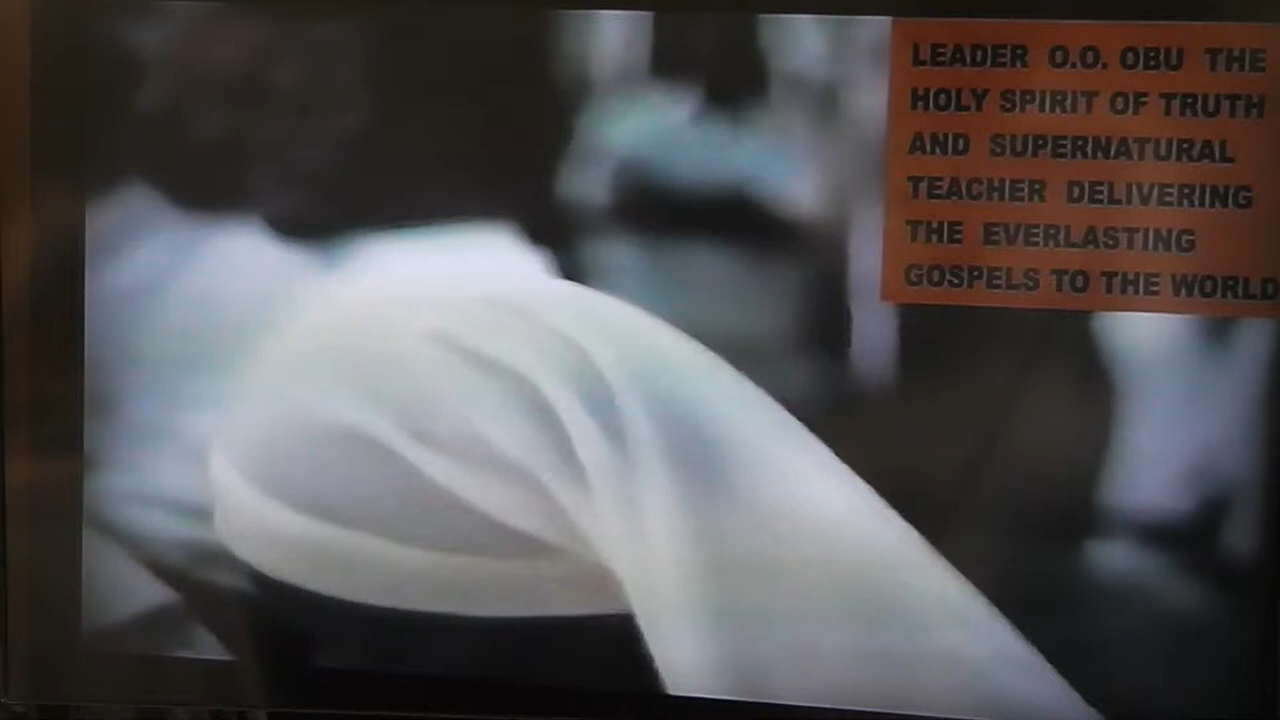 LEADER O.O. OBU THE
HOLY SPIRIT OF TRUTH
AND SUPERNATURAL
TEACHER DELIVERING
THE EVERLASTING
GOSPELS TO THE WORLD